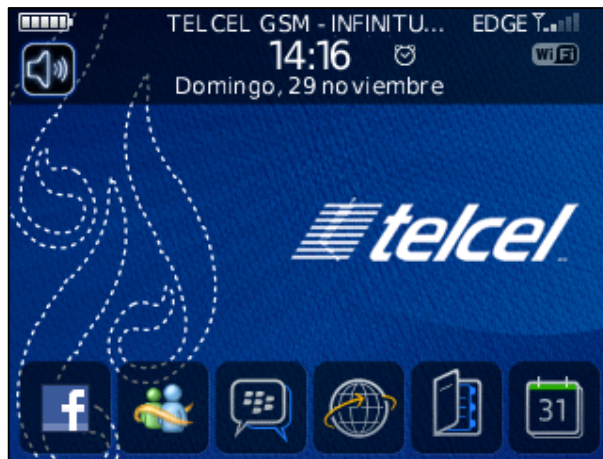 TELCEL GSM - INFINITU... EDGE
14:16
WiFi
Domingo, 29 noviembre
telcel
f
31